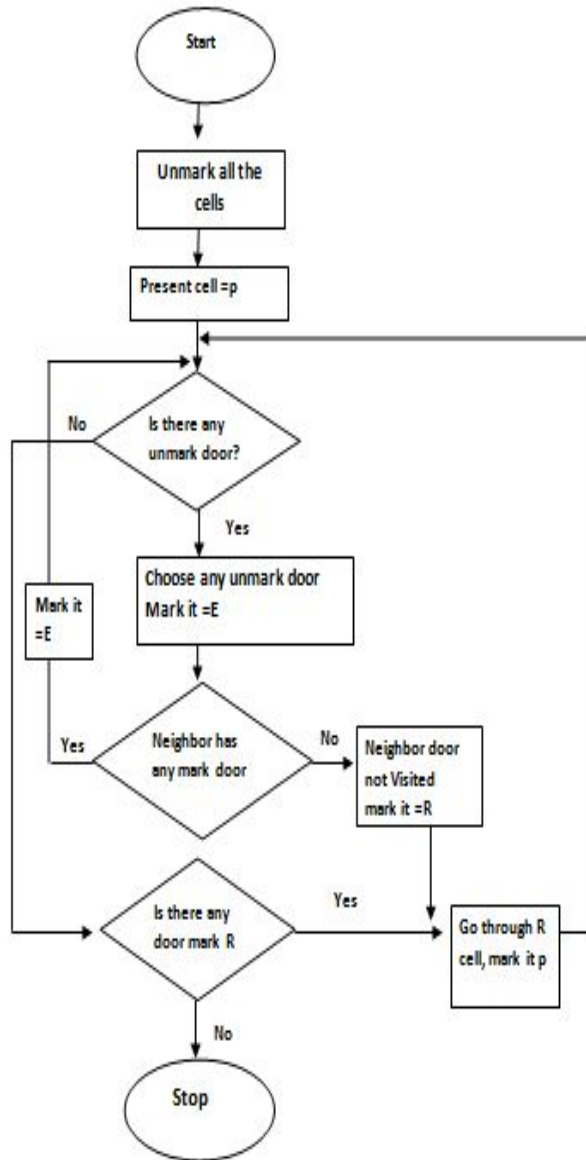 Start
Unmark all the
cells
Present cell =p
No
Is there any
unmark door?
Yes
Choose any unmark door
Mark it =E
Mark it
=E
Yes
Neighbor has
any mark door
No
Neighbor door
not Visited
mark it =R
Is there any
door mark R
Yes
Go through R
cell, mark it p
No
Stop